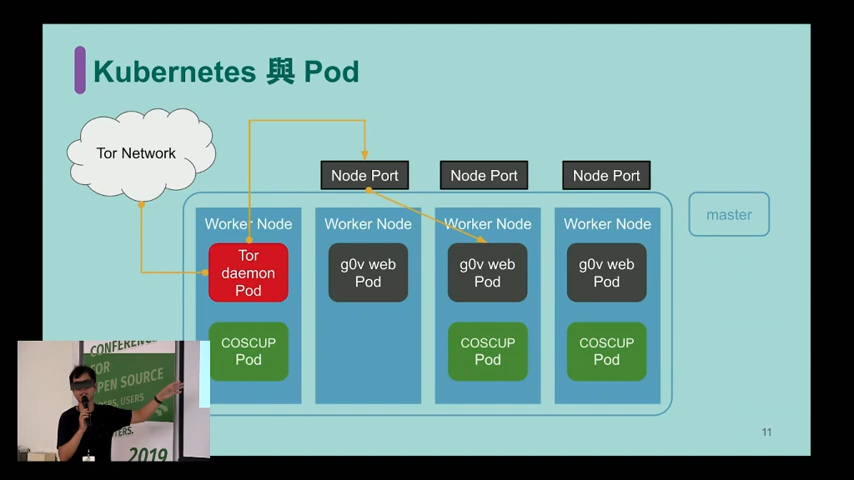 Kubernetes 與 Pod
Tor Network
Node Port
Node Port
Node Port
master
Worker Node
Worker Node
Worker Node
Worker Node
Tor
daemon
Pod
g0v web
Pod
g0v web
Pod
g0v web
Pod
COSCUP
Pod
COSCUP
Pod
COSCUP
Pod
CONFERENCE
FOR
OPEN SOURCE
USERS
2019
11